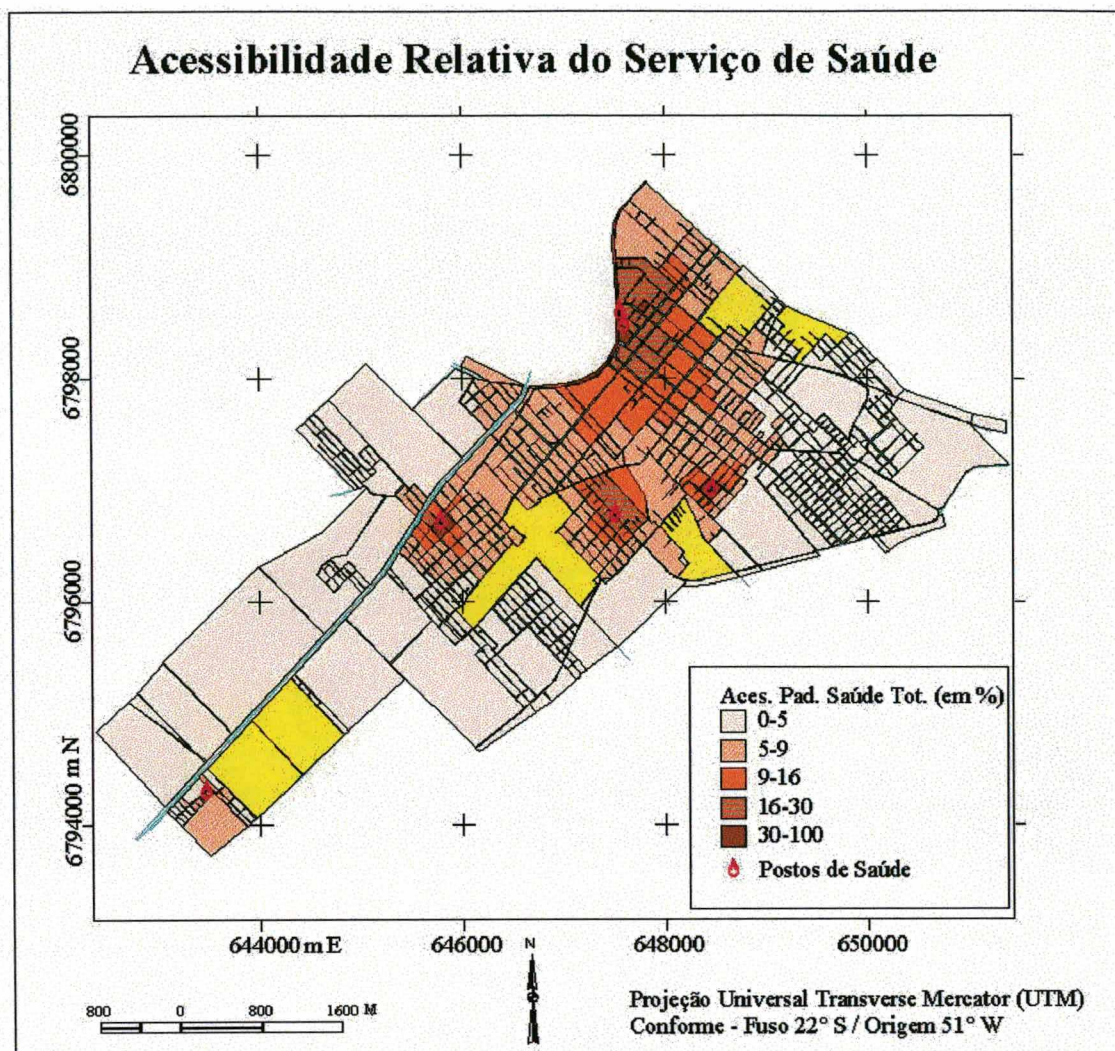 Acessibilidade Relativa do Serviço de Saúde
6800000
6798000
6796000
6794000 m N
Aces. Pad. Saúde Tot. (em %)
0-5
5-9
9-16
16-30
30-100
Postos de Saúde
644000 m E
646000
648000
650000
N
800
0
800
1600 M
Projeção Universal Transverse Mercator (UTM)
Conforme - Fuso 22° S / Origem 51° W